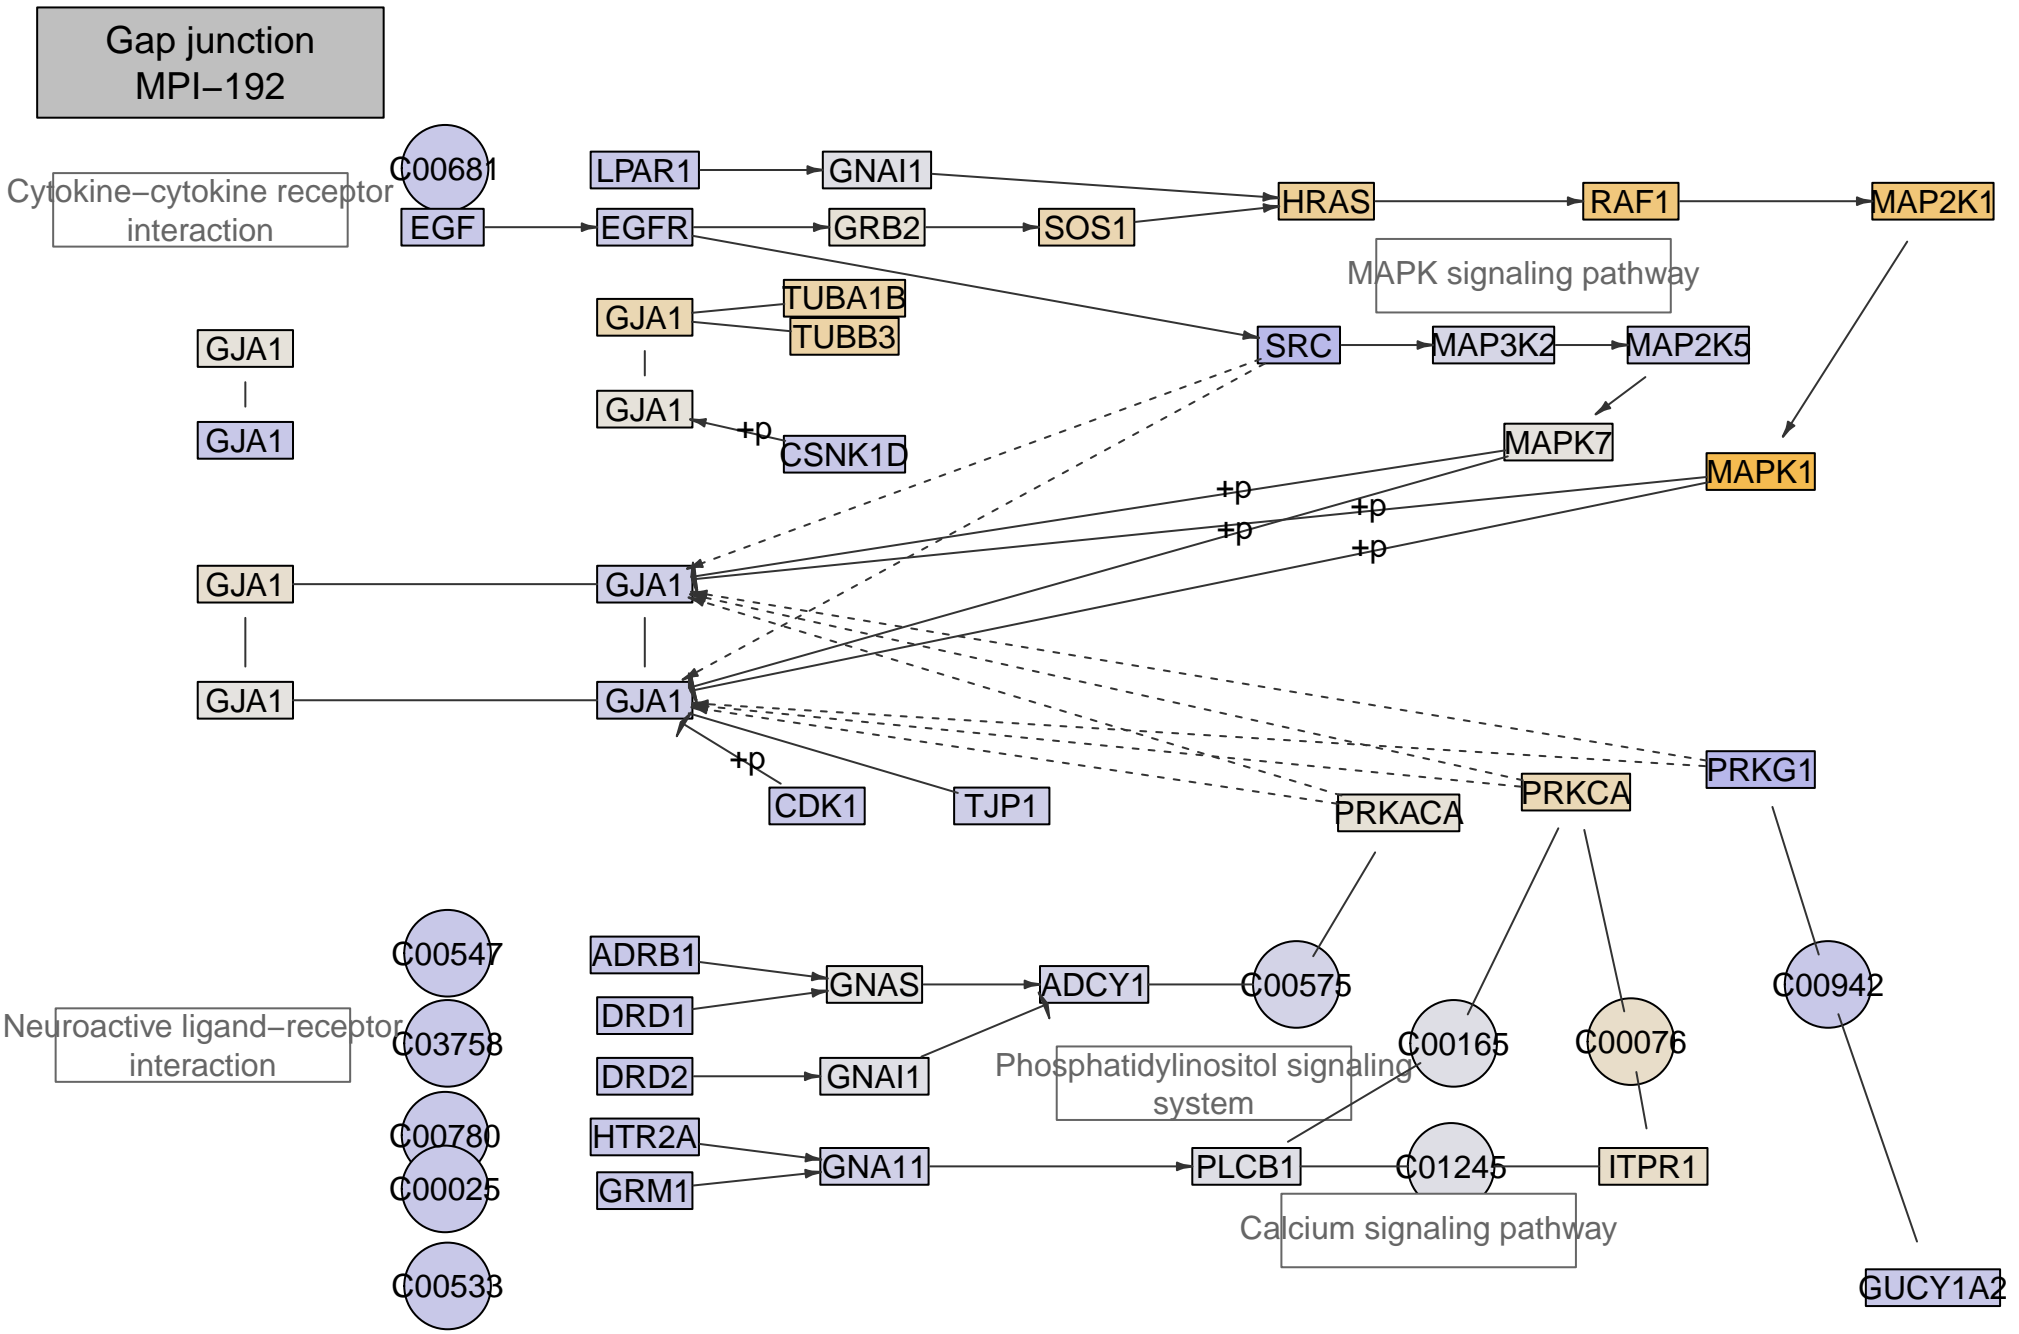 Gap junction
MPI−192
C00681
LPAR1
GNAI1
Cytokine−cytokine receptor
interaction
HRAS
RAF1
MAP2K1
EGF
EGFR
GRB2
SOS1
MAPK signaling pathway
TUBA1B
GJA1
TUBB3
GJA1
SRC
MAP3K2
MAP2K5
GJA1
GJA1
+p
CSNK1D
MAPK7
MAPK1
+p
+p
+p
+p
GJA1
GJA1
GJA1
GJA1
+p
CDK1
TJP1
PRKACA
PRKCA
PRKG1
C00547
ADRB1
GNAS
ADCY1
C00575
C00942
DRD1
Neuroactive ligand−receptor
interaction
C03758
C00165
C00076
DRD2
GNAI1
Phosphatidylinositol signaling
system
C00780
HTR2A
GNA11
PLCB1
C01245
ITPR1
C00025
GRM1
Calcium signaling pathway
C00533
GUCY1A2